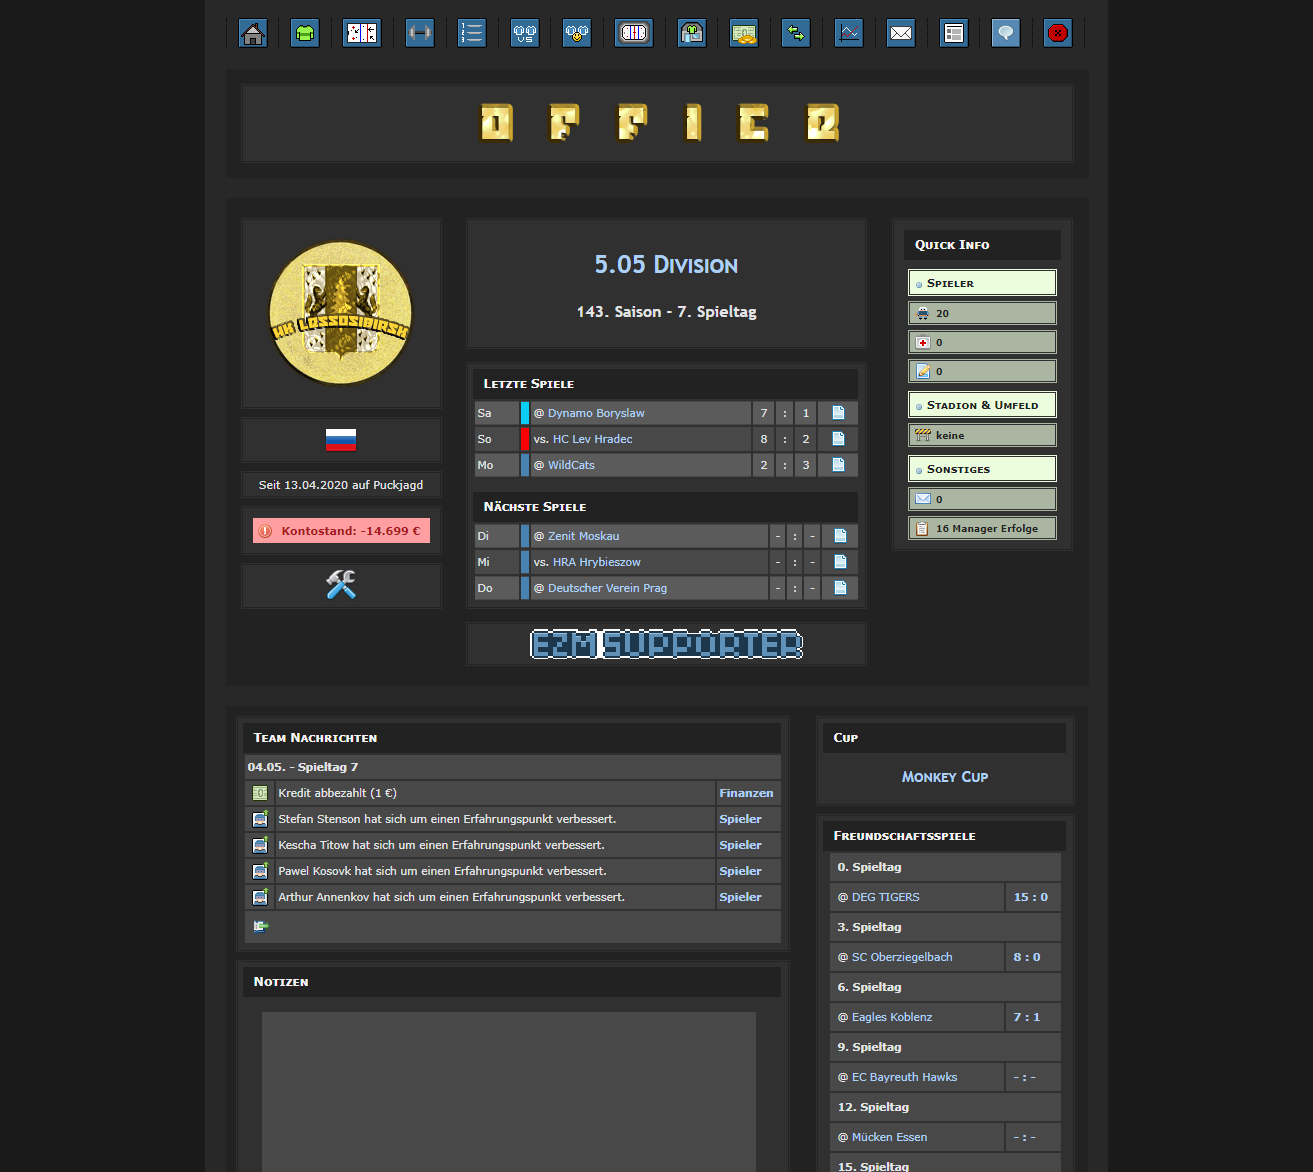 OFFICE
HK LESSOSIBIRSK
Seit 13.04.2020 auf Puckjagd
Kontostand: -14.699 €
5.05 Division
143. Saison - 7. Spieltag
Letzte Spiele
Sa @ Dynamo Boryslaw 7 : 1
So vs. HC Lev Hradec 8 : 2
Mo @ WildCats 2 : 3
Nächste Spiele
Di @ Zenit Moskau - : -
Mi vs. HRA Hrybieszow - : -
Do @ Deutscher Verein Prag - : -
EZM SUPPORTER
Quick Info
Spieler
20
0
0
Stadion & Umfeld
keine
Sonstiges
0
16 Manager Erfolge
Team Nachrichten
04.05. - Spieltag 7
Kredit abbezahlt (1 €) Finanzen
Stefan Stenson hat sich um einen Erfahrungspunkt verbessert. Spieler
Kescha Titow hat sich um einen Erfahrungspunkt verbessert. Spieler
Pawel Kosovk hat sich um einen Erfahrungspunkt verbessert. Spieler
Arthur Annenkov hat sich um einen Erfahrungspunkt verbessert. Spieler
Notizen
Cup
Monkey Cup
Freundschaftsspiele
0. Spieltag
@ DEG TIGERS 15 : 0
3. Spieltag
@ SC Oberziegelbach 8 : 0
6. Spieltag
@ Eagles Koblenz 7 : 1
9. Spieltag
@ EC Bayreuth Hawks - : -
12. Spieltag
@ Mücken Essen - : -
15. Spieltag